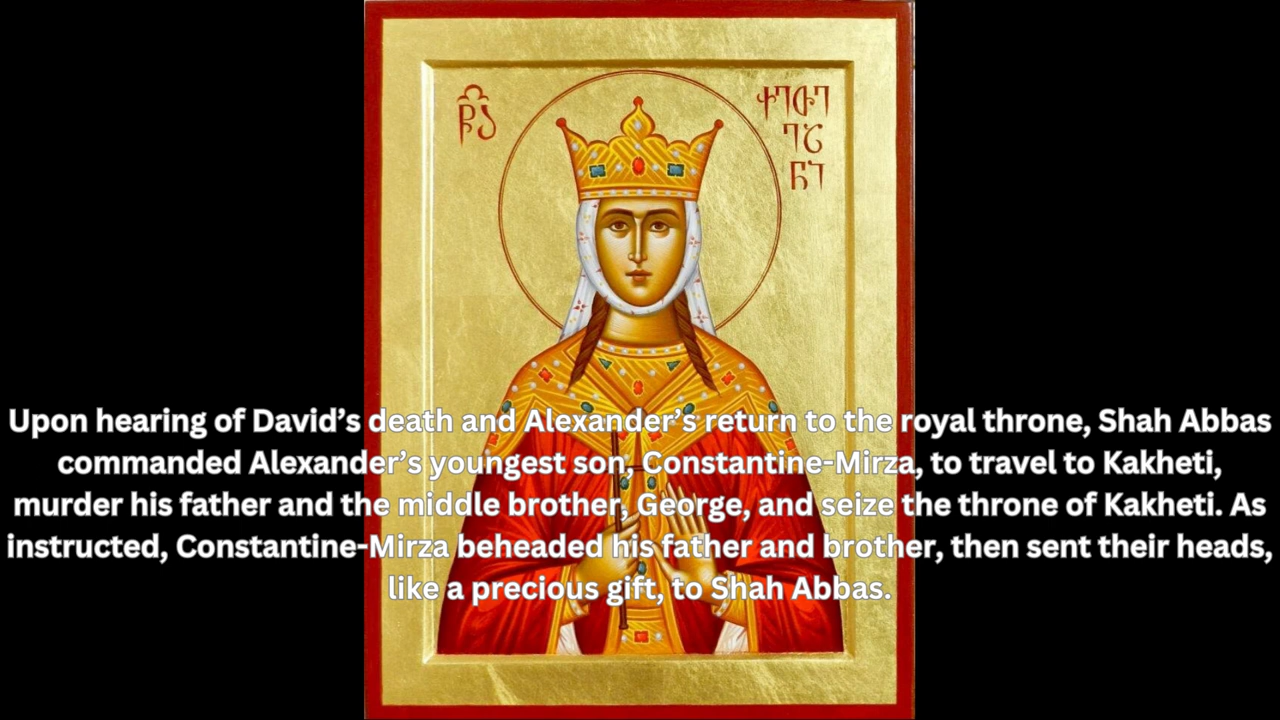 Upon hearing of David’s death and Alexander’s return to the royal throne, Shah Abbas
commanded Alexander’s youngest son, Constantine-Mirza, to travel to Kakheti,
murder his father and the middle brother, George, and seize the throne of Kakheti. As
instructed, Constantine-Mirza beheaded his father and brother, then sent their heads,
like a precious gift, to Shah Abbas.